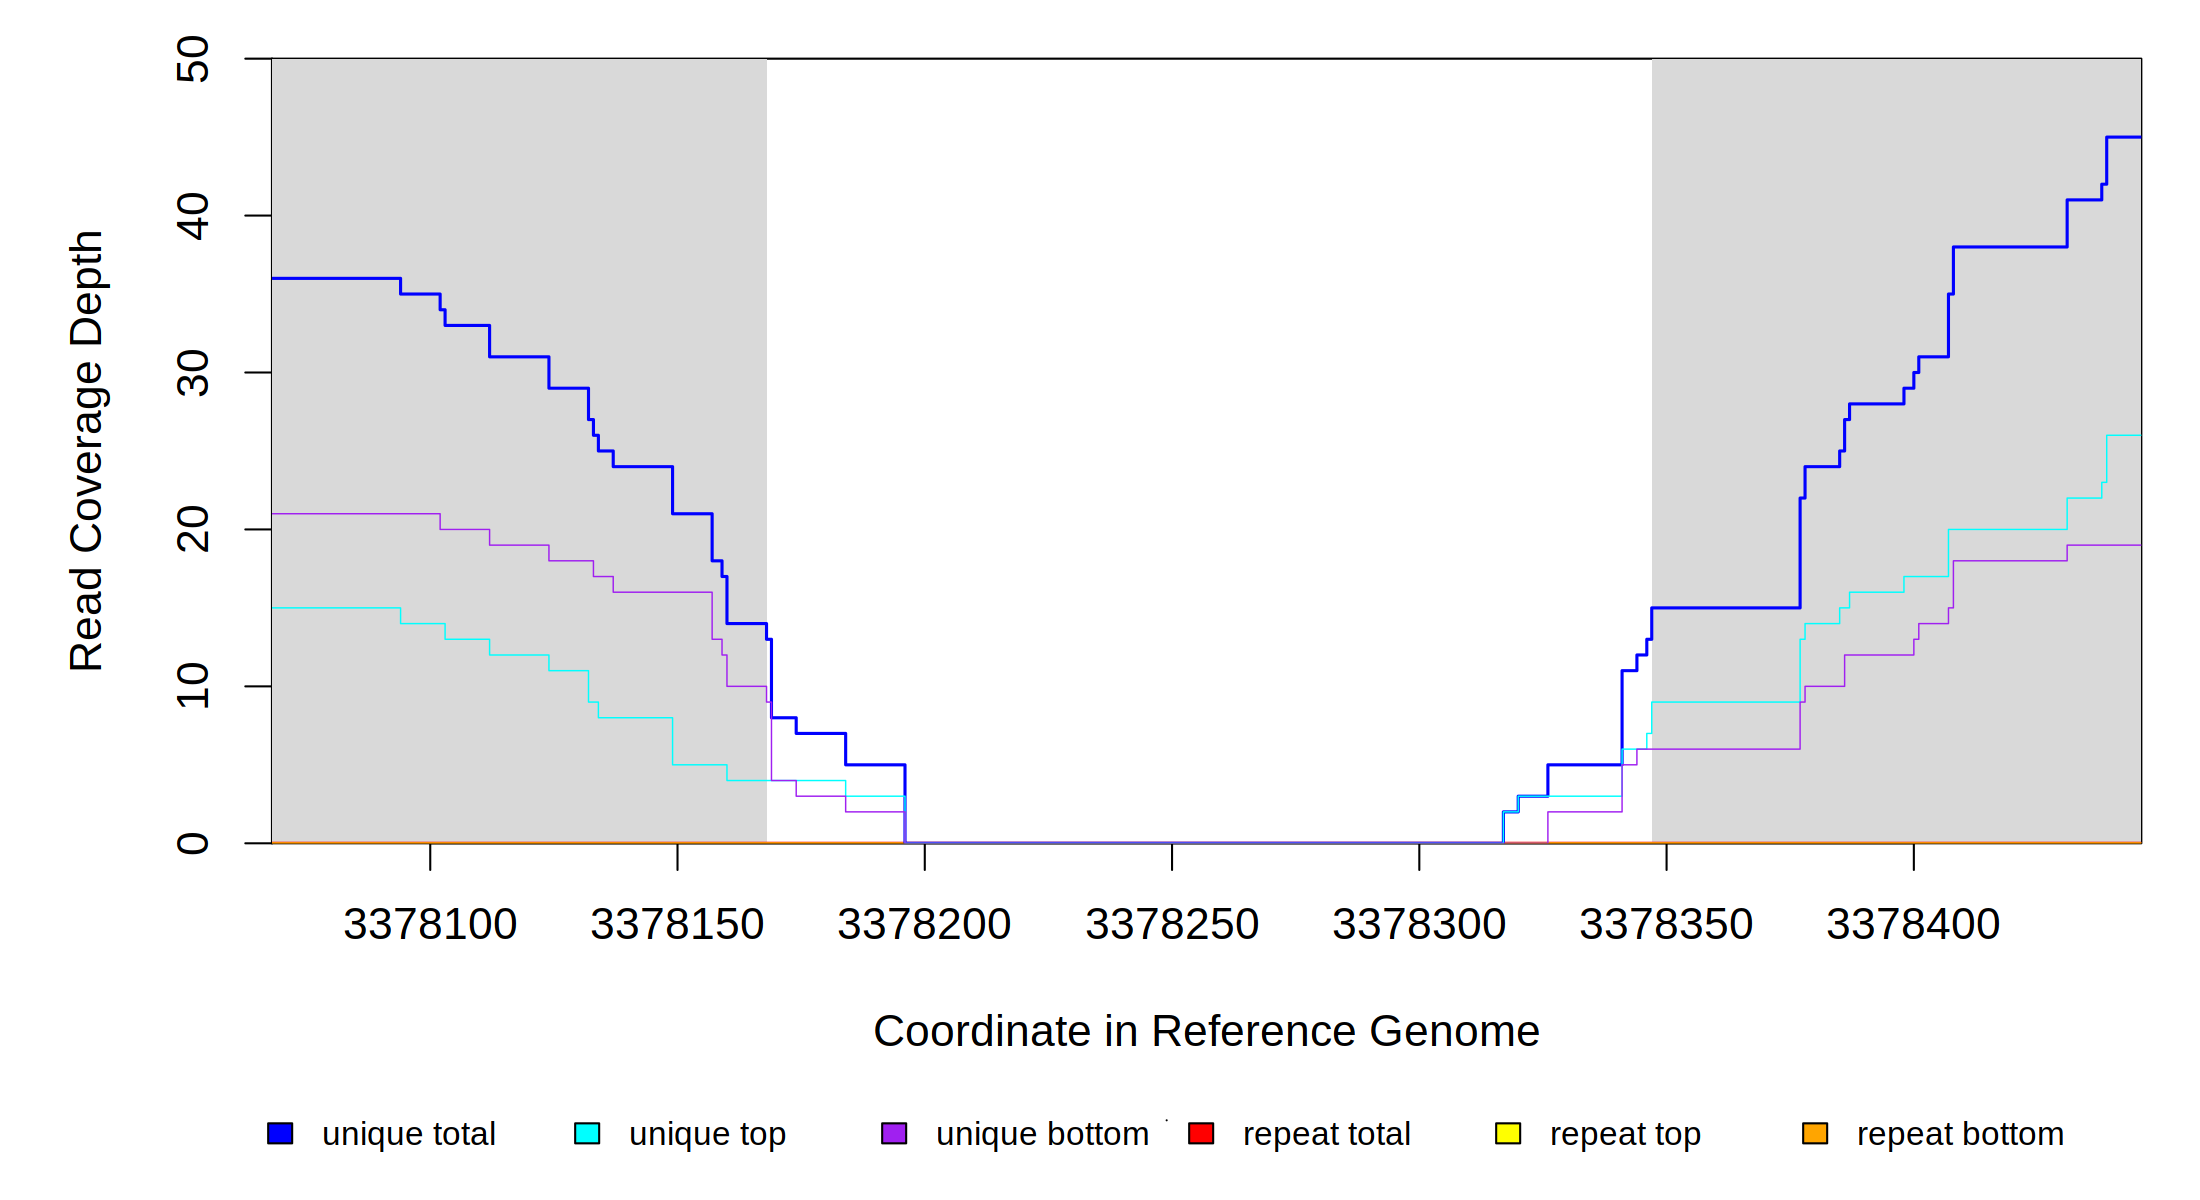 50
40
30
20
10
0
Read Coverage Depth
3378100 3378150 3378200 3378250 3378300 3378350 3378400
Coordinate in Reference Genome
unique total unique top unique bottom repeat total repeat top repeat bottom